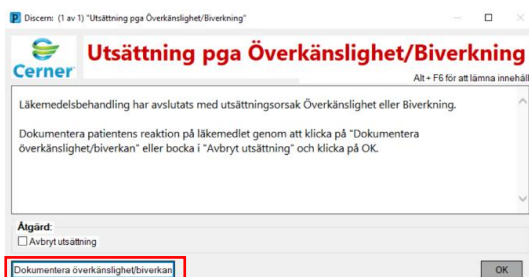 Discern: (1 av 1) "Utsättning pga Överkänslighet/Biverkning"
Cerner
Utsättning pga Överkänslighet/Biverkning
Alt + F6 för att lämna innehåll
Läkemedelsbehandling har avslutats med utsättningsorsak Överkänslighet eller Biverkning.
Dokumentera patientens reaktion på läkemedlet genom att klicka på "Dokumentera
överkänslighet/biverkan" eller bocka i "Avbryt utsättning" och klicka på OK.
Åtgärd:
Avbryt utsättning
Dokumentera överkänslighet/biverkan
OK